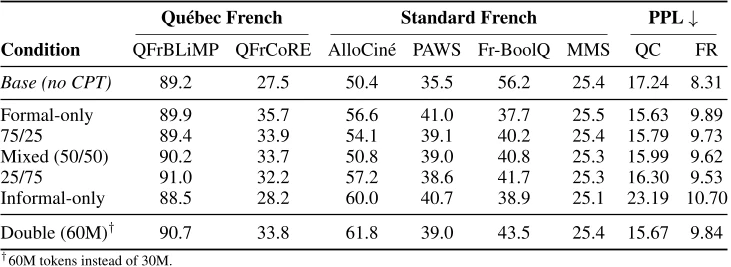 Québec French Standard French PPL ↓
Condition QFrBLiMP QFrCoRE AlloCiné PAWS Fr-BoolQ MMS QC FR
Base (no CPT) 89.2 27.5 50.4 35.5 56.2 25.4 17.24 8.31
Formal-only 89.9 35.7 56.6 41.0 37.7 25.5 15.63 9.89
75/25 89.4 33.9 54.1 39.1 40.2 25.4 15.79 9.73
Mixed (50/50) 90.2 33.7 50.8 39.0 40.8 25.3 15.99 9.62
25/75 91.0 32.2 57.2 38.6 41.7 25.3 16.30 9.53
Informal-only 88.5 28.2 60.0 40.7 38.9 25.1 23.19 10.70
Double (60M)† 90.7 33.8 61.8 39.0 43.5 25.4 15.67 9.84
†60M tokens instead of 30M.